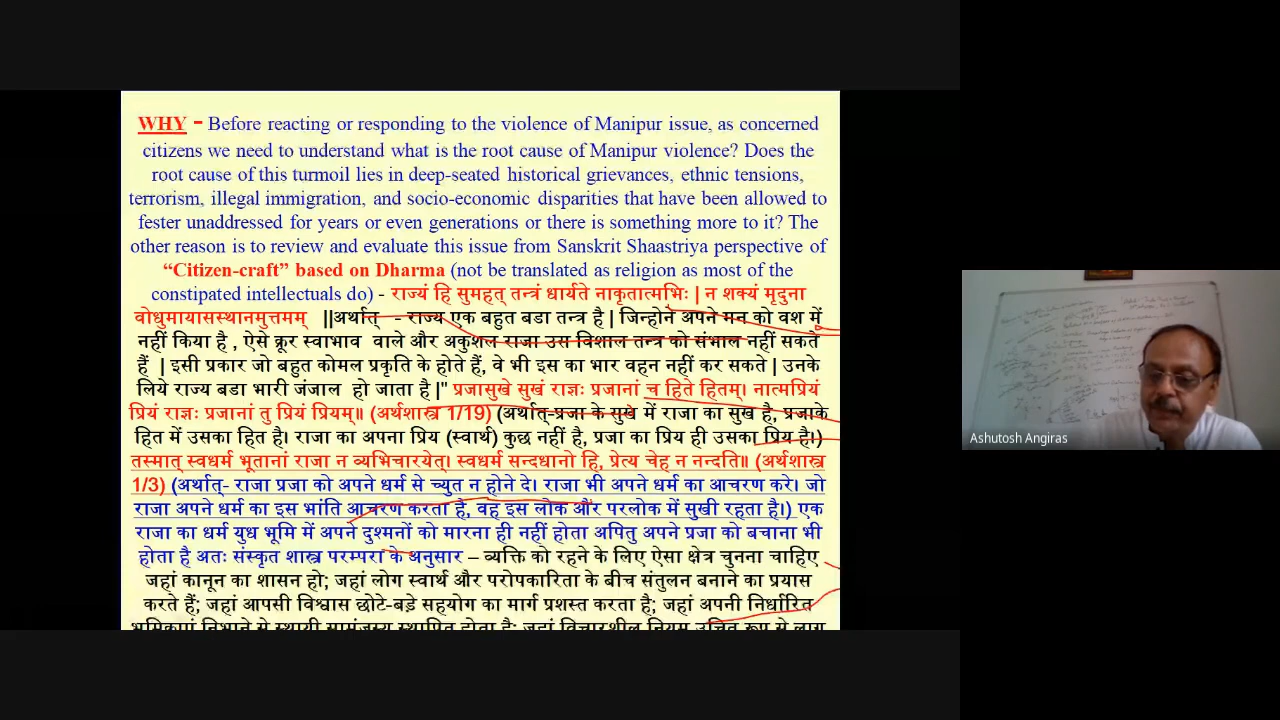 WHY - Before reacting or responding to the violence of Manipur issue, as concerned
citizens we need to understand what is the root cause of Manipur violence? Does the
root cause of this turmoil lies in deep-seated historical grievances, ethnic tensions,
terrorism, illegal immigration, and socio-economic disparities that have been allowed to
fester unaddressed for years or even generations or there is something more to it? The
other reason is to review and evaluate this issue from Sanskrit Shaastriya perspective of
“Citizen-craft” based on Dharma (not be translated as religion as most of the
constipated intellectuals do) - राज्यं हि सुमहत् तन्त्रं धार्यते नाकृतात्मभिः | न शक्यं मृदुना
वोधुमायासस्थानमुत्तमम् ||अर्थात् - राज्य एक बहुत बडा तन्त्र है | जिन्होने अपने मन को वश में
नहीं किया है , ऐसे क्रूर स्वाभाव वाले और अकुशल राजा उस विशाल तन्त्र को संभाल नहीं सकते
हैं | इसी प्रकार जो बहुत कोमल प्रकृति के होते हैं, वे भी इस का भार वहन नहीं कर सकते | उनके
लिये राज्य बडा भारी जंजाल हो जाता है |" प्रजासुखे सुखं राज्ञः प्रजानां च हिते हितम्। नात्मप्रियं
प्रियं राज्ञः प्रजानां तु प्रियं प्रियम्॥ (अर्थशास्त्र 1/19) (अर्थात्-प्रजा के सुख में राजा का सुख है, प्रजाके
हित में उसका हित है। राजा का अपना प्रिय (स्वार्थ) कुछ नहीं है, प्रजा का प्रिय ही उसका प्रिय है।)
तस्मात् स्वधर्म भूतानां राजा न व्यभिचारयेत्। स्वधर्म सन्दधानो हि, प्रेत्य चेह न नन्दति॥ (अर्थशास्त्र
1/3) (अर्थात्- राजा प्रजा को अपने धर्म से च्युत न होने दे। राजा भी अपने धर्म का आचरण करे। जो
राजा अपने धर्म का इस भांति आचरण करता है, वह इस लोक और परलोक में सुखी रहता है।) एक
राजा का धर्म युध भूमि में अपने दुश्मनों को मारना ही नहीं होता अपितु अपने प्रजा को बचाना भी
होता है अतः संस्कृत शास्त्र परम्परा के अनुसार – व्यक्ति को रहने के लिए ऐसा क्षेत्र चुनना चाहिए
जहां कानून का शासन हो; जहां लोग स्वार्थ और परोपकारिता के बीच संतुलन बनाने का प्रयास
करते हैं; जहां आपसी विश्वास छोटे-बड़े सहयोग का मार्ग प्रशस्त करता है; जहां अपनी निर्धारित
भूमिकाएं निभाने से स्थायी सामंजस्य स्थापित होता है; जहां विचारशील नियम उचित रूप से लागू
Ashutosh Angiras